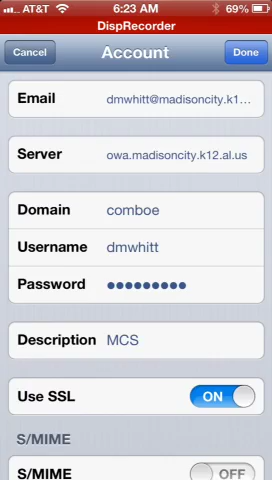 AT&T 6:23 AM 69%
DispRecorder
Cancel Account Done
Email dmwhitt@madisoncity.k1...
Server owa.madisoncity.k12.al.us
Domain comboe
Username dmwhitt
Password ●●●●●●●●●
Description MCS
Use SSL ON
S/MIME
S/MIME OFF